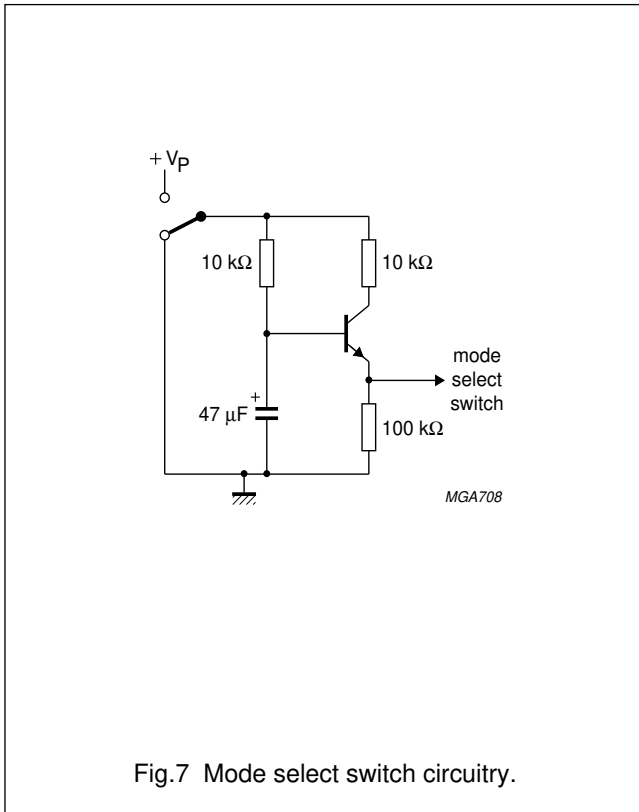 + VP
10 kΩ
10 kΩ
mode
select
switch
+
47 µF
100 kΩ
MGA708
Fig.7 Mode select switch circuitry.